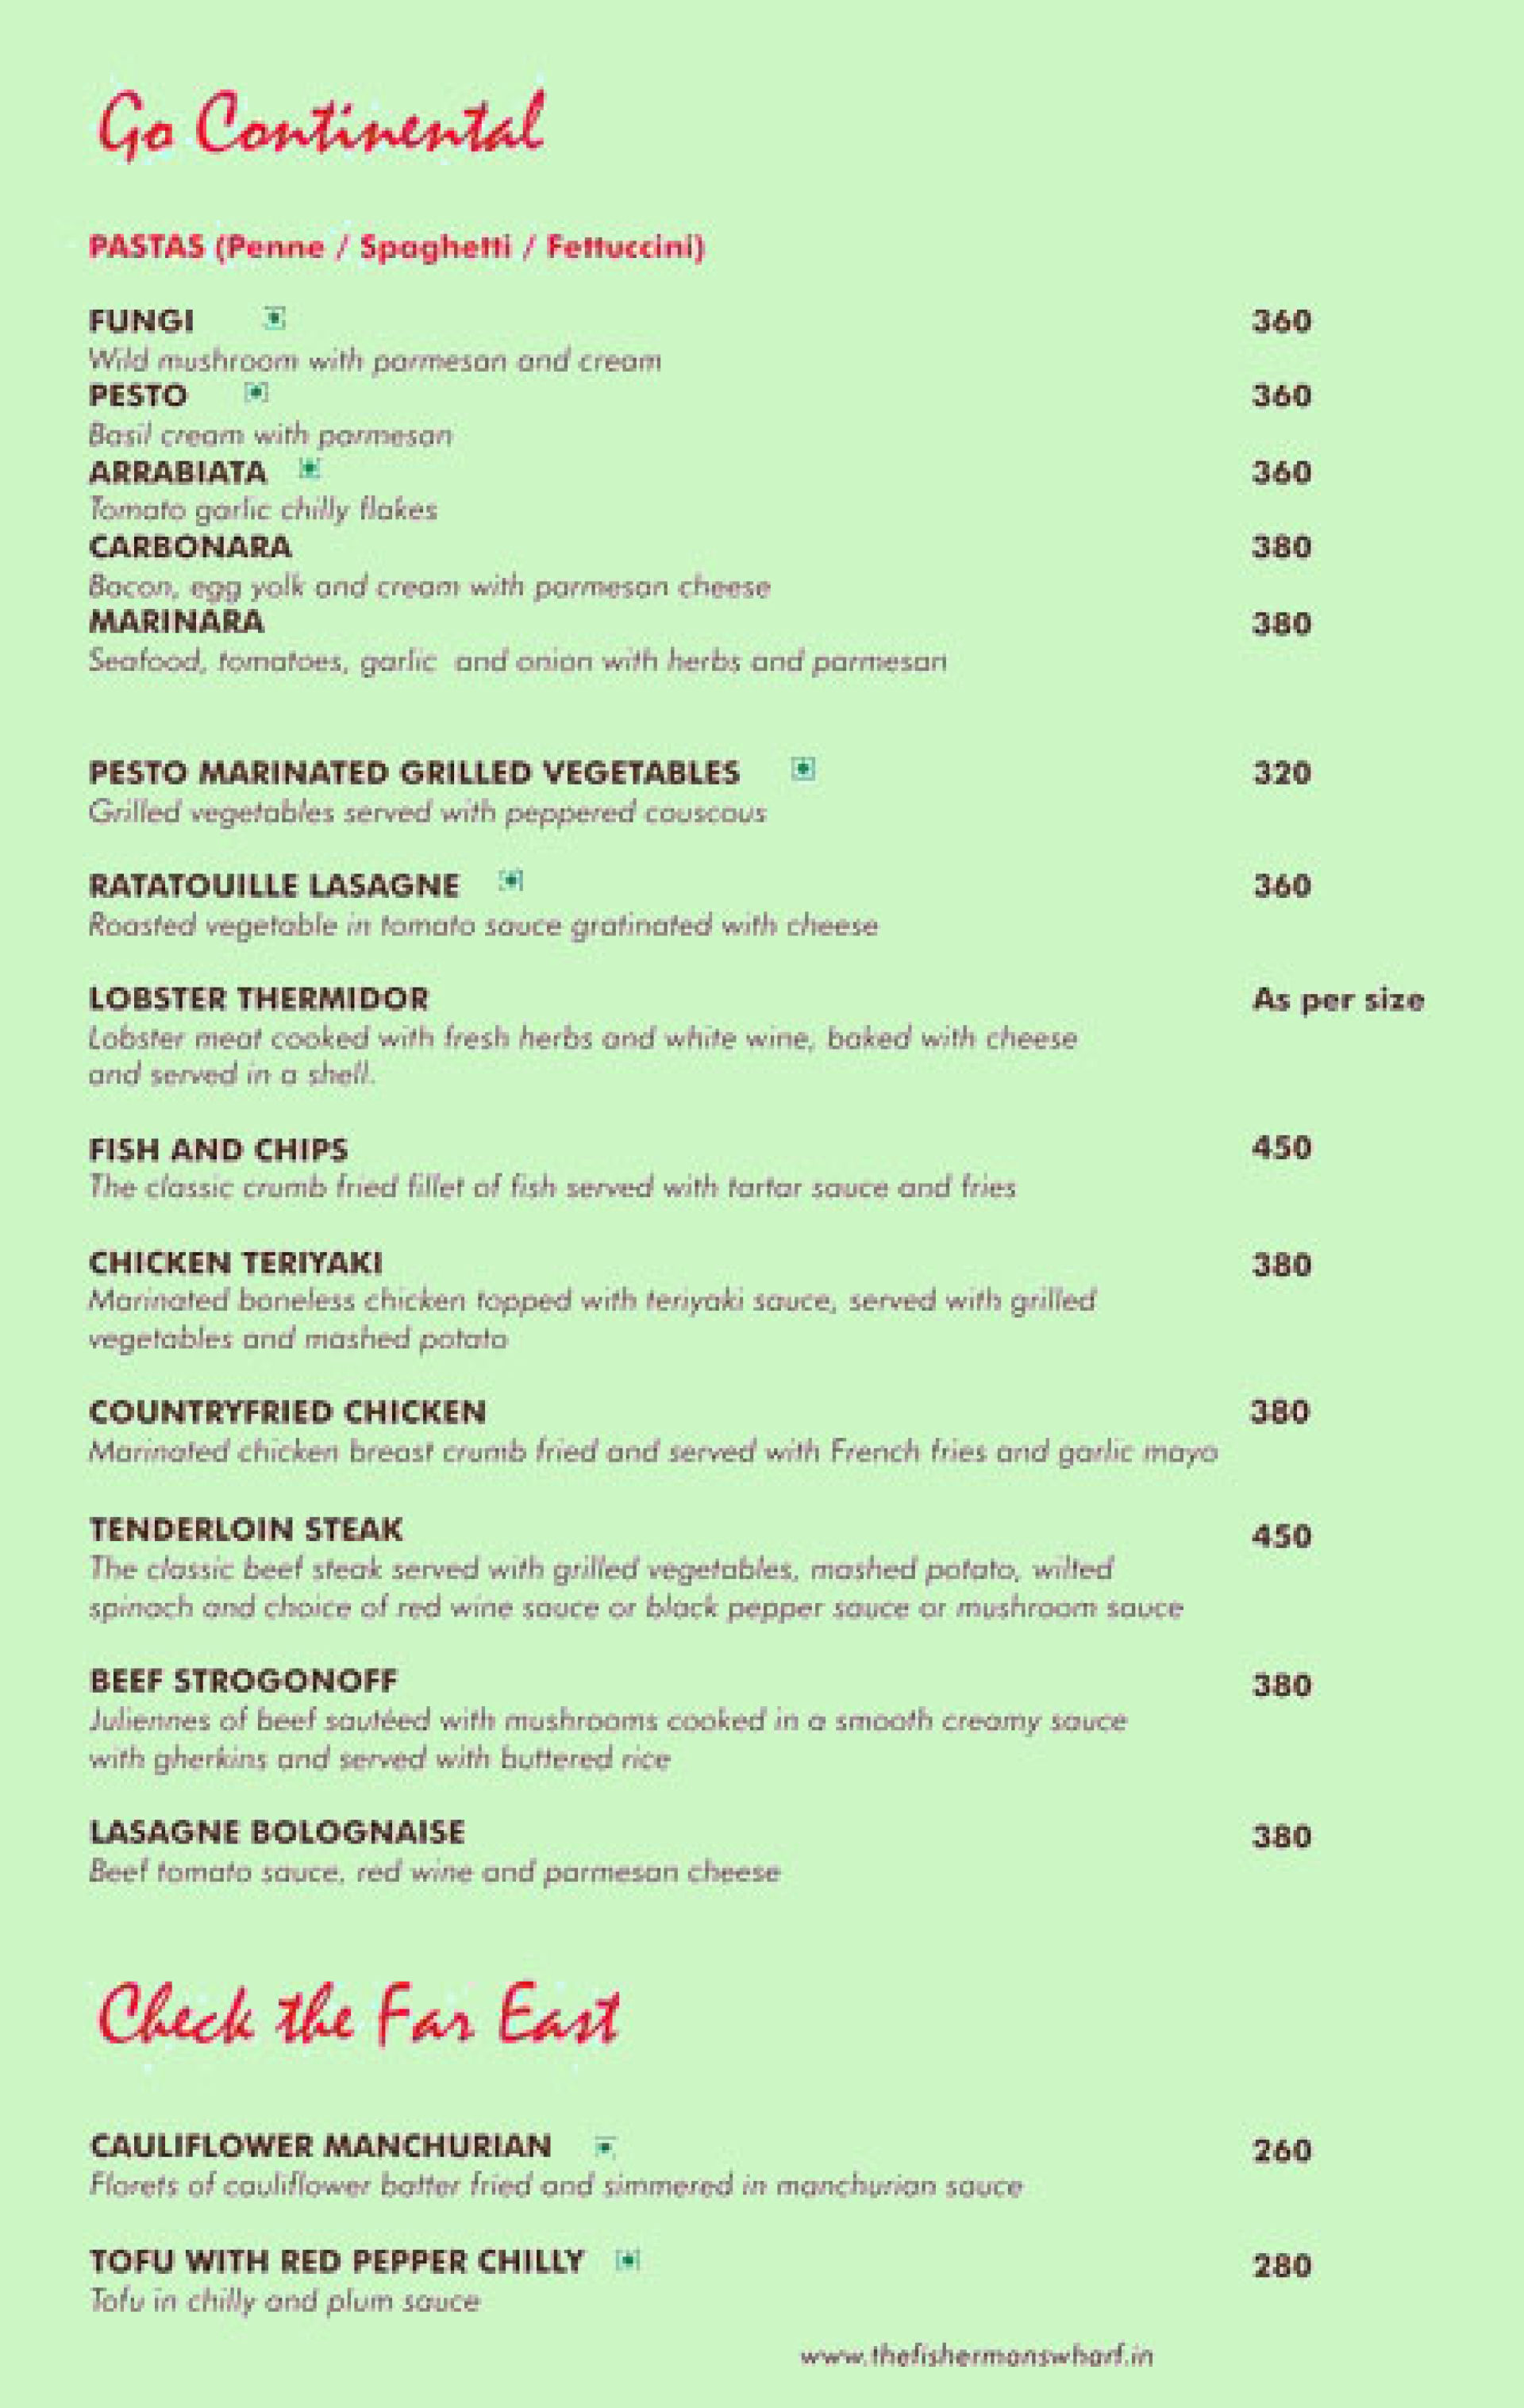 Go Continental
PASTAS (Penne / Spaghetti / Fettuccini)
FUNGI 360
Wild mushroom with parmesan and cream
PESTO 360
Basil cream with parmesan
ARRABIATA 360
Tomato garlic chilly flakes
CARBONARA 380
Bacon, egg yolk and cream with parmesan cheese
MARINARA 380
Seafood, tomatoes, garlic and onion with herbs and parmesan
PESTO MARINATED GRILLED VEGETABLES 320
Grilled vegetables served with peppered couscous
RATATOUILLE LASAGNE 360
Roasted vegetable in tomato sauce gratinated with cheese
LOBSTER THERMIDOR As per size
Lobster meat cooked with fresh herbs and white wine, baked with cheese
and served in a shell.
FISH AND CHIPS 450
The classic crumb fried fillet of fish served with tartar sauce and fries
CHICKEN TERIYAKI 380
Marinated boneless chicken topped with teriyaki sauce, served with grilled
vegetables and mashed potato
COUNTRYFRIED CHICKEN 380
Marinated chicken breast crumb fried and served with French fries and garlic mayo
TENDERLOIN STEAK 450
The classic beef steak served with grilled vegetables, mashed potato, wilted
spinach and choice of red wine sauce or black pepper sauce or mushroom sauce
BEEF STROGONOFF 380
Juliennes of beef sautéed with mushrooms cooked in a smooth creamy sauce
with gherkins and served with buttered rice
LASAGNE BOLOGNAISE 380
Beef tomato sauce, red wine and parmesan cheese
Check the Far East
CAULIFLOWER MANCHURIAN 260
Florets of cauliflower batter fried and simmered in manchurian sauce
TOFU WITH RED PEPPER CHILLY 280
Tofu in chilly and plum sauce
www.thefishermanswharf.in